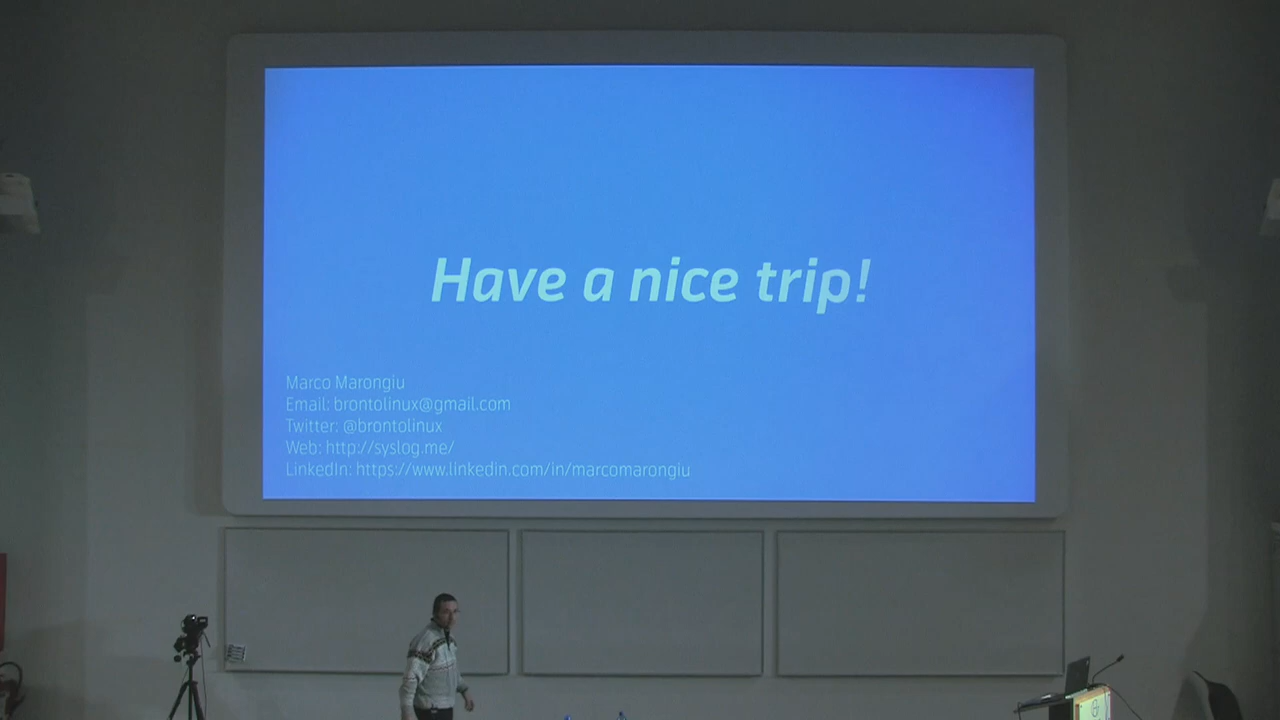 Have a nice trip!
Marco Marongiu
Email: brontolinux@gmail.com
Twitter: @brontolinux
Web: http://syslog.me/
LinkedIn: https://www.linkedin.com/in/marcomarongiu